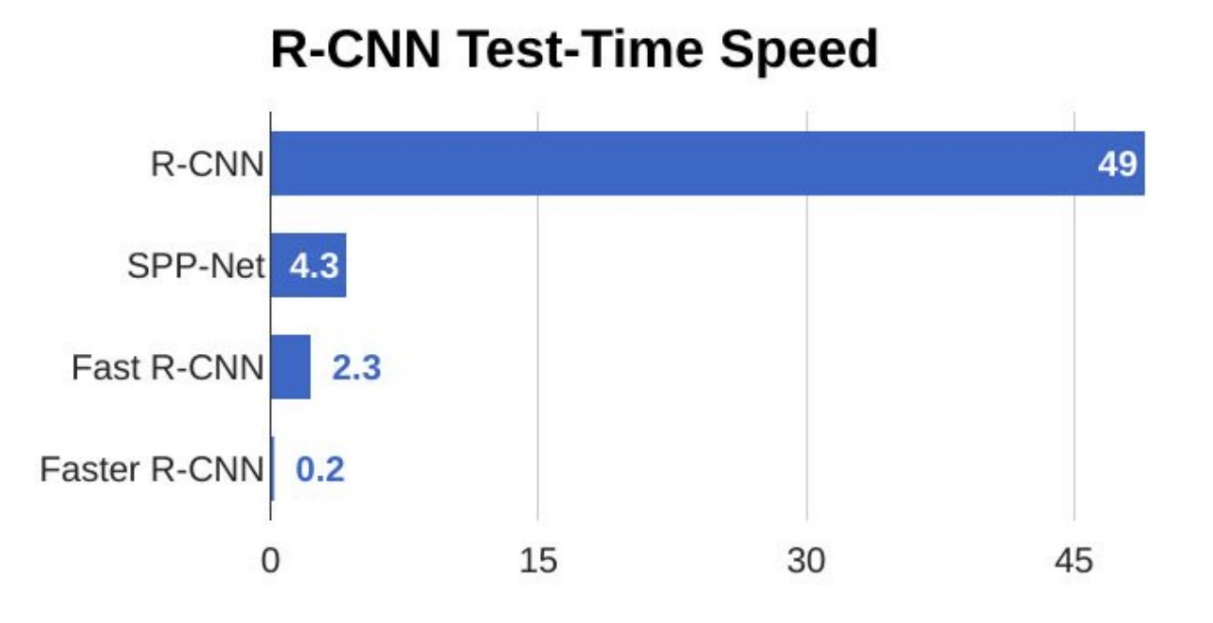 R-CNN Test-Time Speed
R-CNN 49
SPP-Net 4.3
Fast R-CNN 2.3
Faster R-CNN 0.2
0 15 30 45